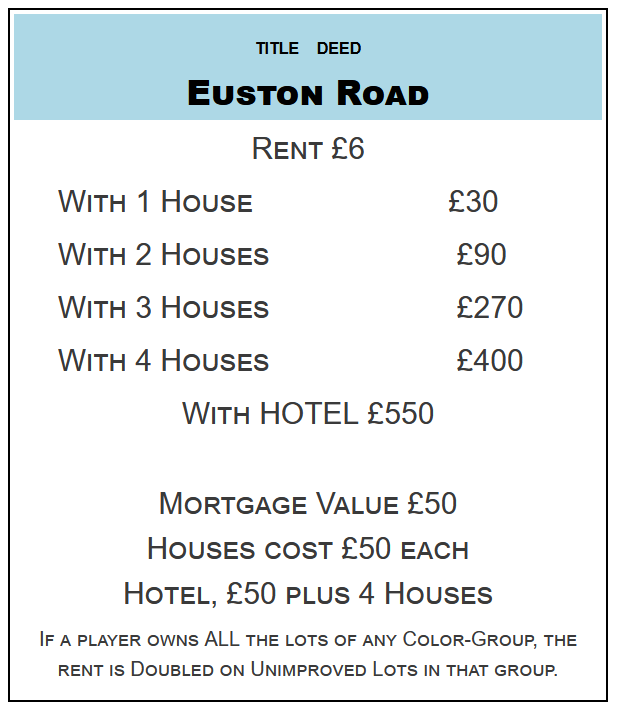 TITLE DEED
EUSTON ROAD
RENT £6
WITH 1 HOUSE £30
WITH 2 HOUSES £90
WITH 3 HOUSES £270
WITH 4 HOUSES £400
WITH HOTEL £550
MORTGAGE VALUE £50
HOUSES COST £50 EACH
HOTEL, £50 PLUS 4 HOUSES
IF A PLAYER OWNS ALL THE LOTS OF ANY COLOR-GROUP, THE
RENT IS DOUBLED ON UNIMPROVED LOTS IN THAT GROUP.